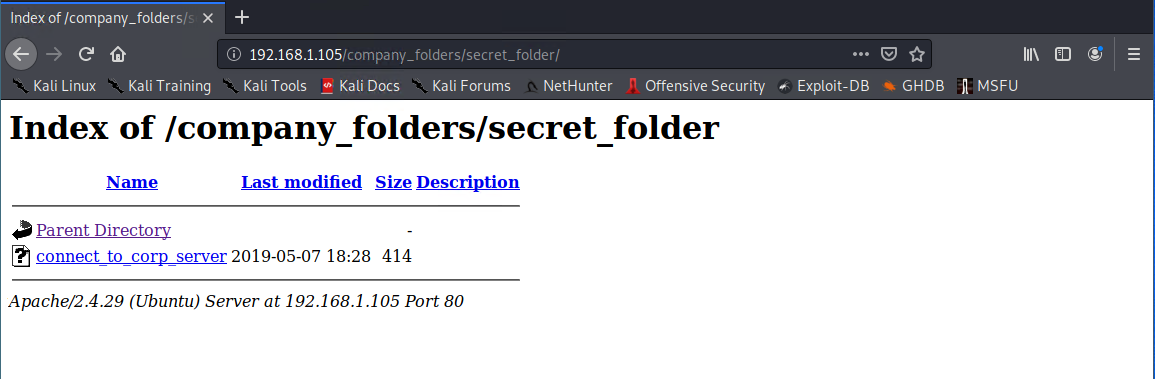 Index of /company_folders/s
192.168.1.105/company_folders/secret_folder/
Kali Linux Kali Training Kali Tools Kali Docs Kali Forums NetHunter Offensive Security Exploit-DB GHDB MSFU
Index of /company_folders/secret_folder
Name Last modified Size Description
Parent Directory -
connect_to_corp_server 2019-05-07 18:28 414
Apache/2.4.29 (Ubuntu) Server at 192.168.1.105 Port 80